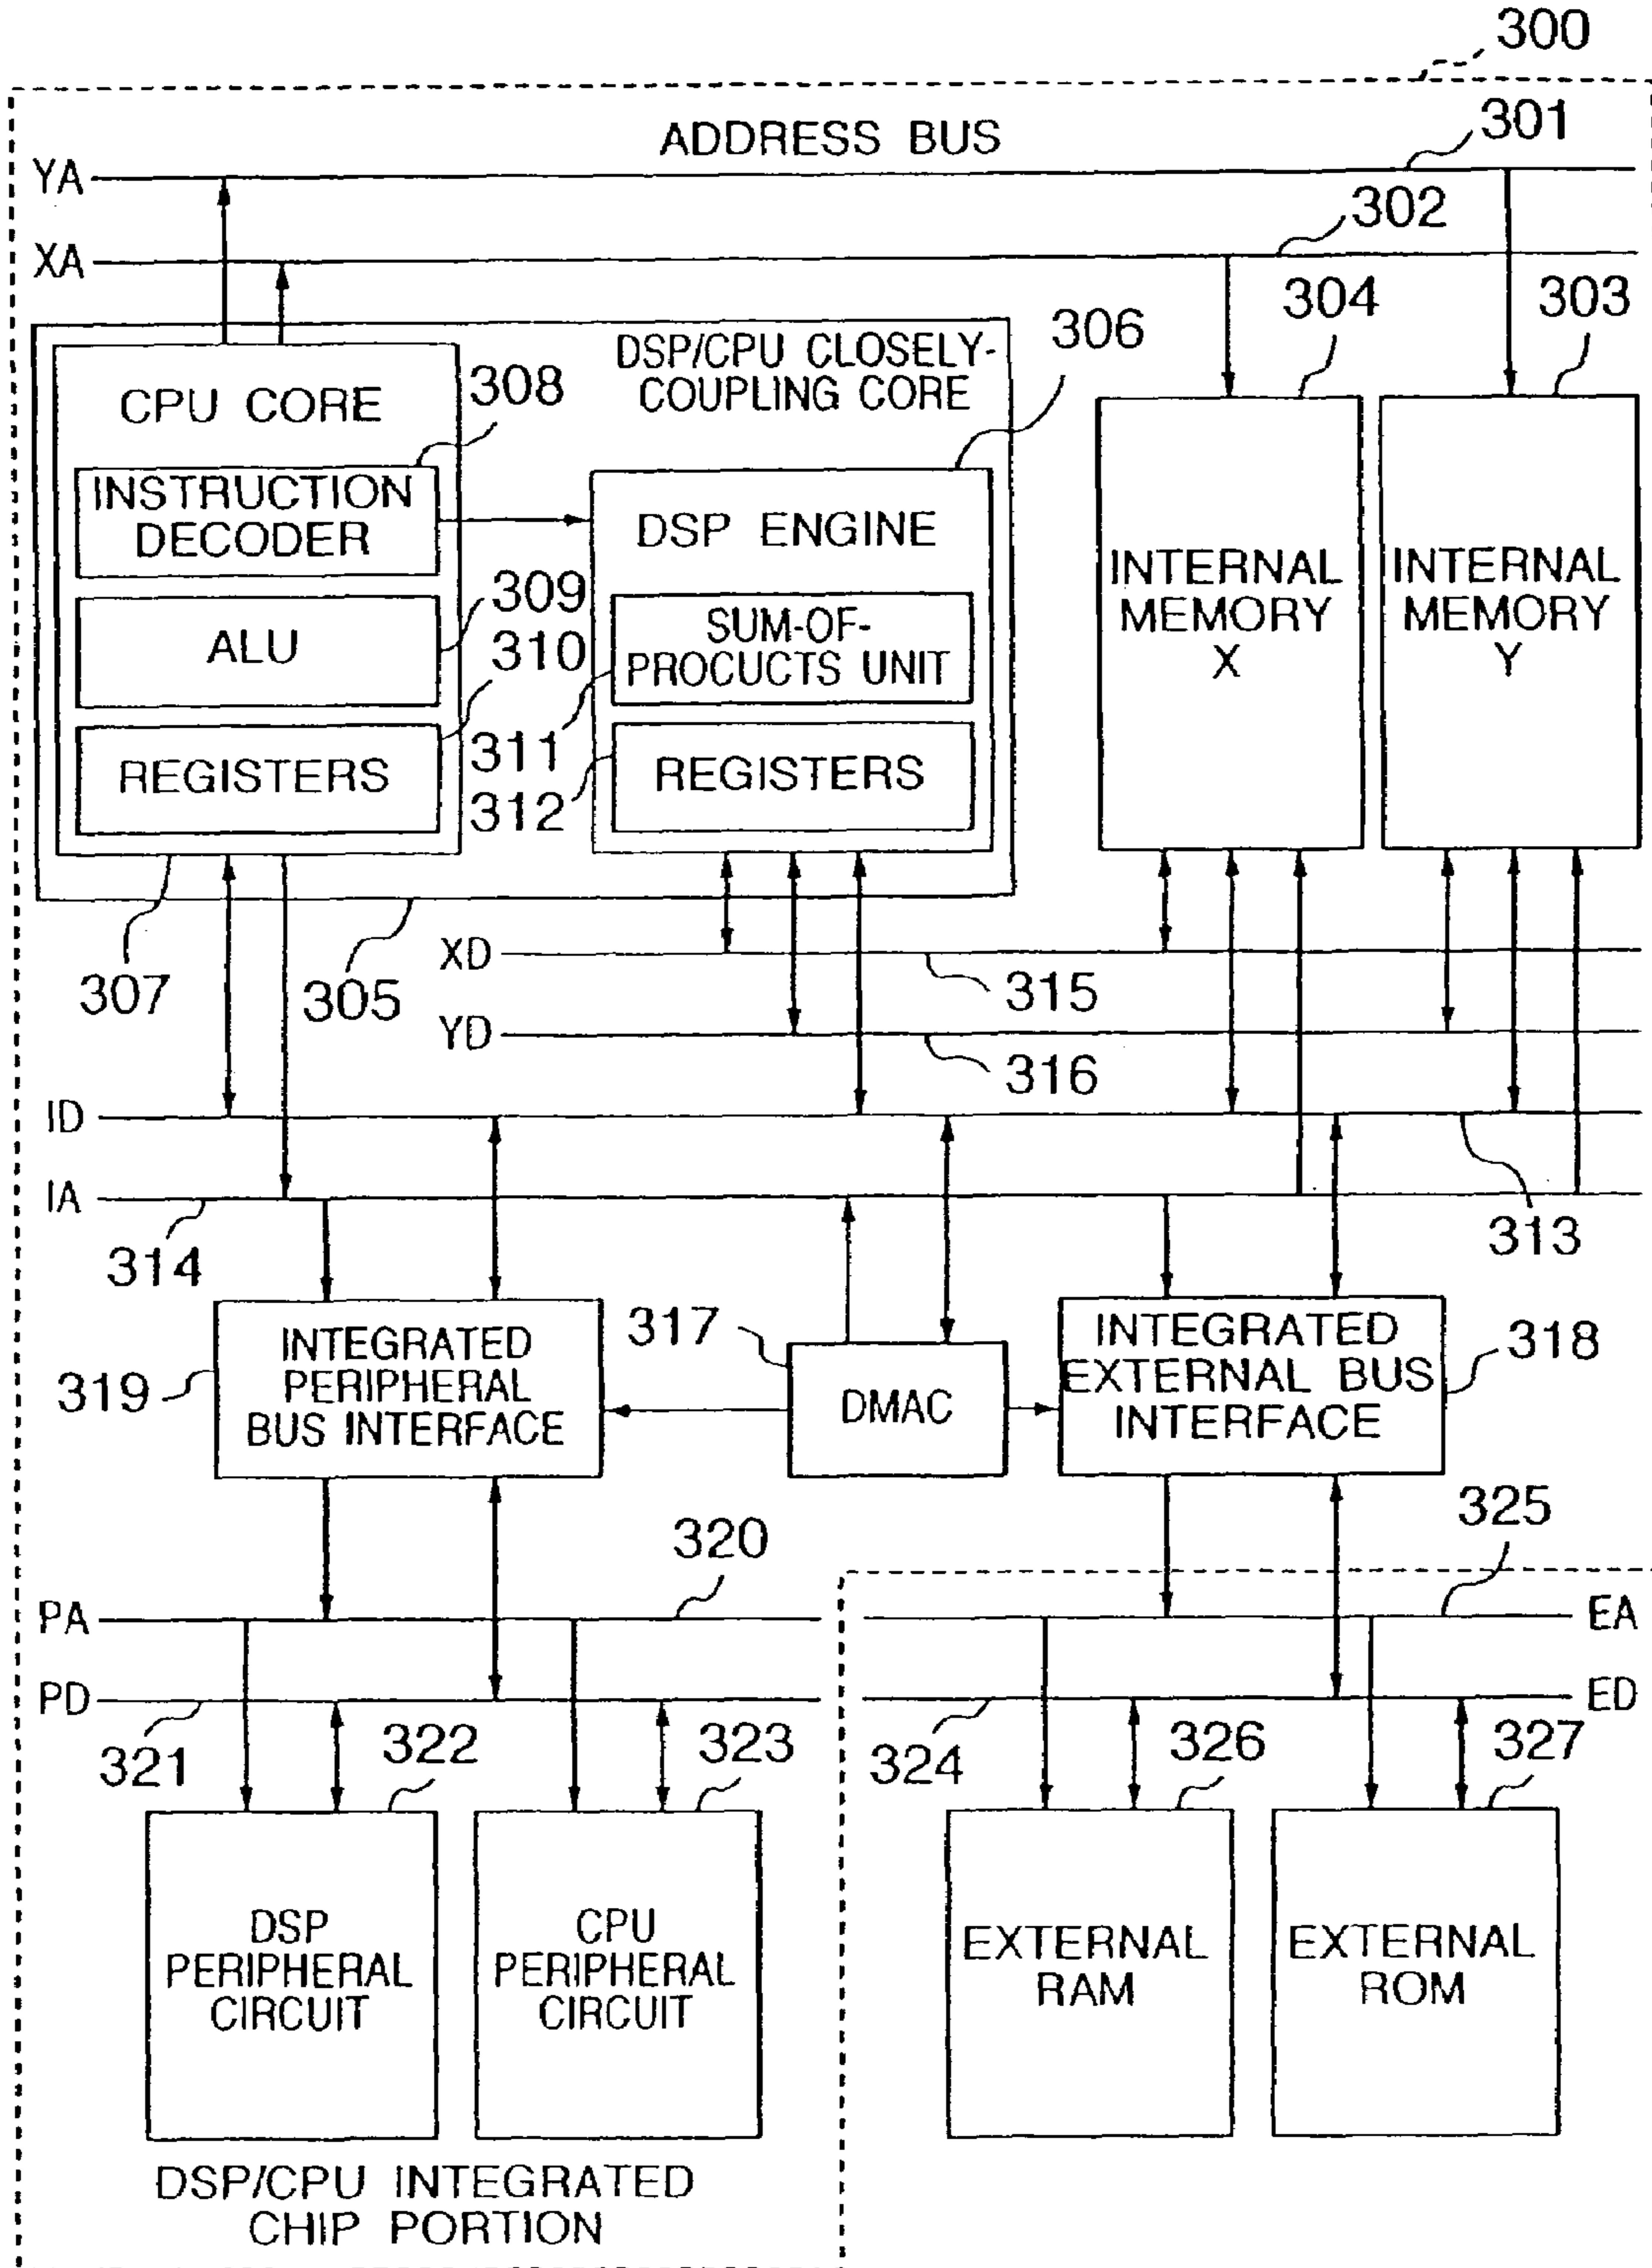 300
ADDRESS BUS
301
YA
302
XA
304
303
306
DSP/CPU CLOSELY-
COUPLING CORE
CPU CORE
308
INSTRUCTION
DECODER
DSP ENGINE
INTERNAL
MEMORY
X
INTERNAL
MEMORY
Y
309
ALU
SUM-OF-
PROCUCTS UNIT
310
311
REGISTERS
REGISTERS
312
307
305
XD
315
YD
316
ID
IA
314
313
317
INTEGRATED
PERIPHERAL
BUS INTERFACE
319
DMAC
INTEGRATED
EXTERNAL BUS
INTERFACE
318
320
325
PA
EA
PD
ED
321
322
323
324
326
327
DSP
PERIPHERAL
CIRCUIT
CPU
PERIPHERAL
CIRCUIT
EXTERNAL
RAM
EXTERNAL
ROM
DSP/CPU INTEGRATED
CHIP PORTION